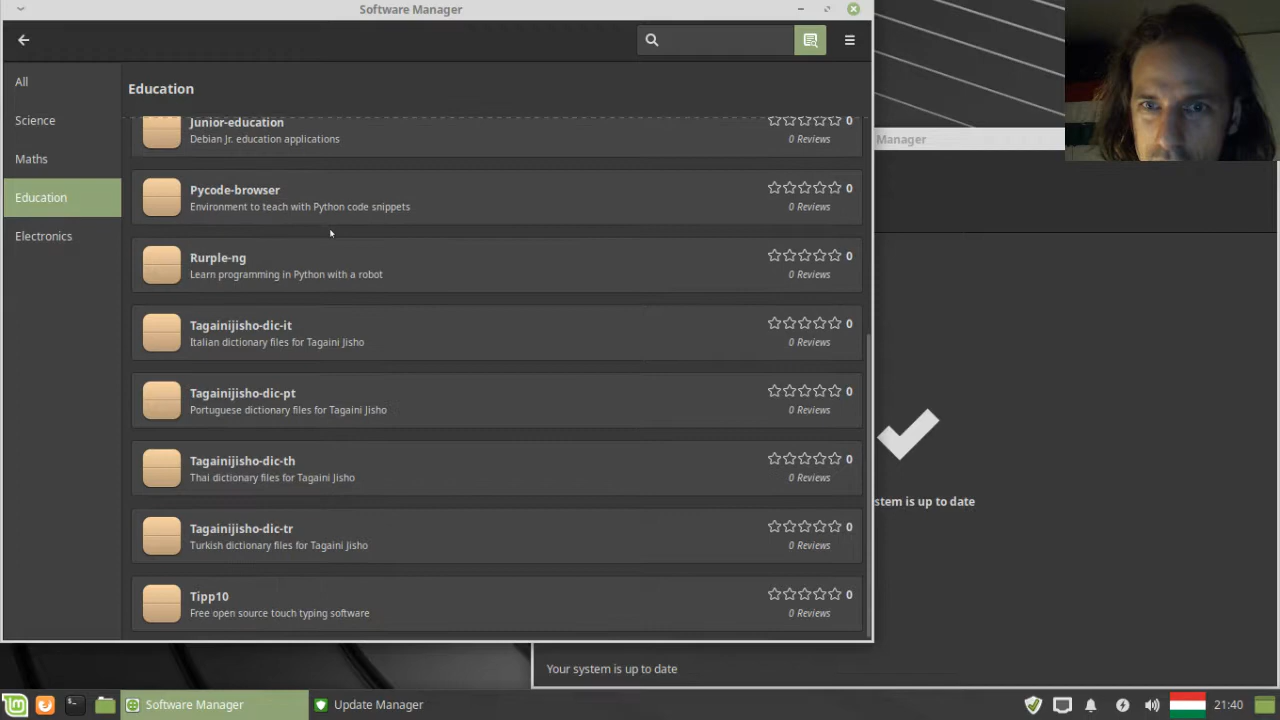 Software Manager
All
Science
Maths
Education
Electronics
Education
Junior-education
Debian Jr. education applications
0
0 Reviews
Pycode-browser
Environment to teach with Python code snippets
0
0 Reviews
Rurple-ng
Learn programming in Python with a robot
0
0 Reviews
Tagainijisho-dic-it
Italian dictionary files for Tagaini Jisho
0
0 Reviews
Tagainijisho-dic-pt
Portuguese dictionary files for Tagaini Jisho
0
0 Reviews
Tagainijisho-dic-th
Thai dictionary files for Tagaini Jisho
0
0 Reviews
Tagainijisho-dic-tr
Turkish dictionary files for Tagaini Jisho
0
0 Reviews
Tipp10
Free open source touch typing software
0
0 Reviews
Manager
stem is up to date
Your system is up to date
Software Manager
Update Manager
21:40